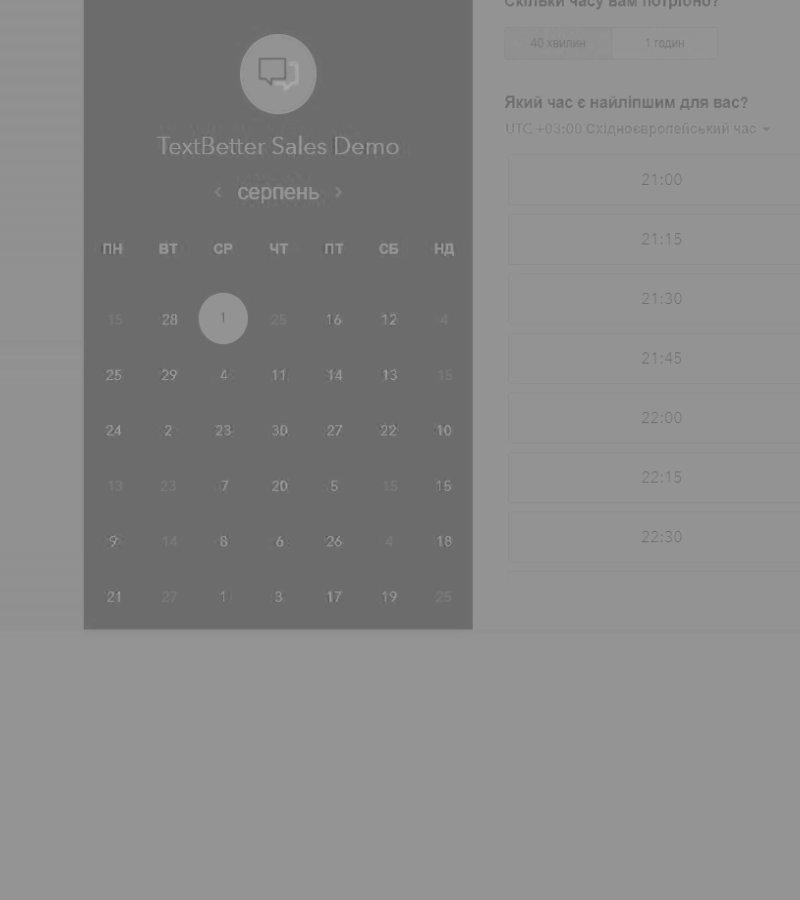 TextBetter Sales Demo
серпень
ПН ВТ СР ЧТ ПТ СБ НД
15 28 1 25 16 12 4
25 29 4 11 14 13 15
24 2 23 30 27 22 10
13 23 7 20 5 15 15
9 14 8 6 26 4 18
21 27 1 3 17 19 25
Скільки часу вам потрібно?
40 хвилин 1 годин
Який час є найліпшим для вас?
UTC +03:00 Східноєвропейський час
21:00
21:15
21:30
21:45
22:00
22:15
22:30